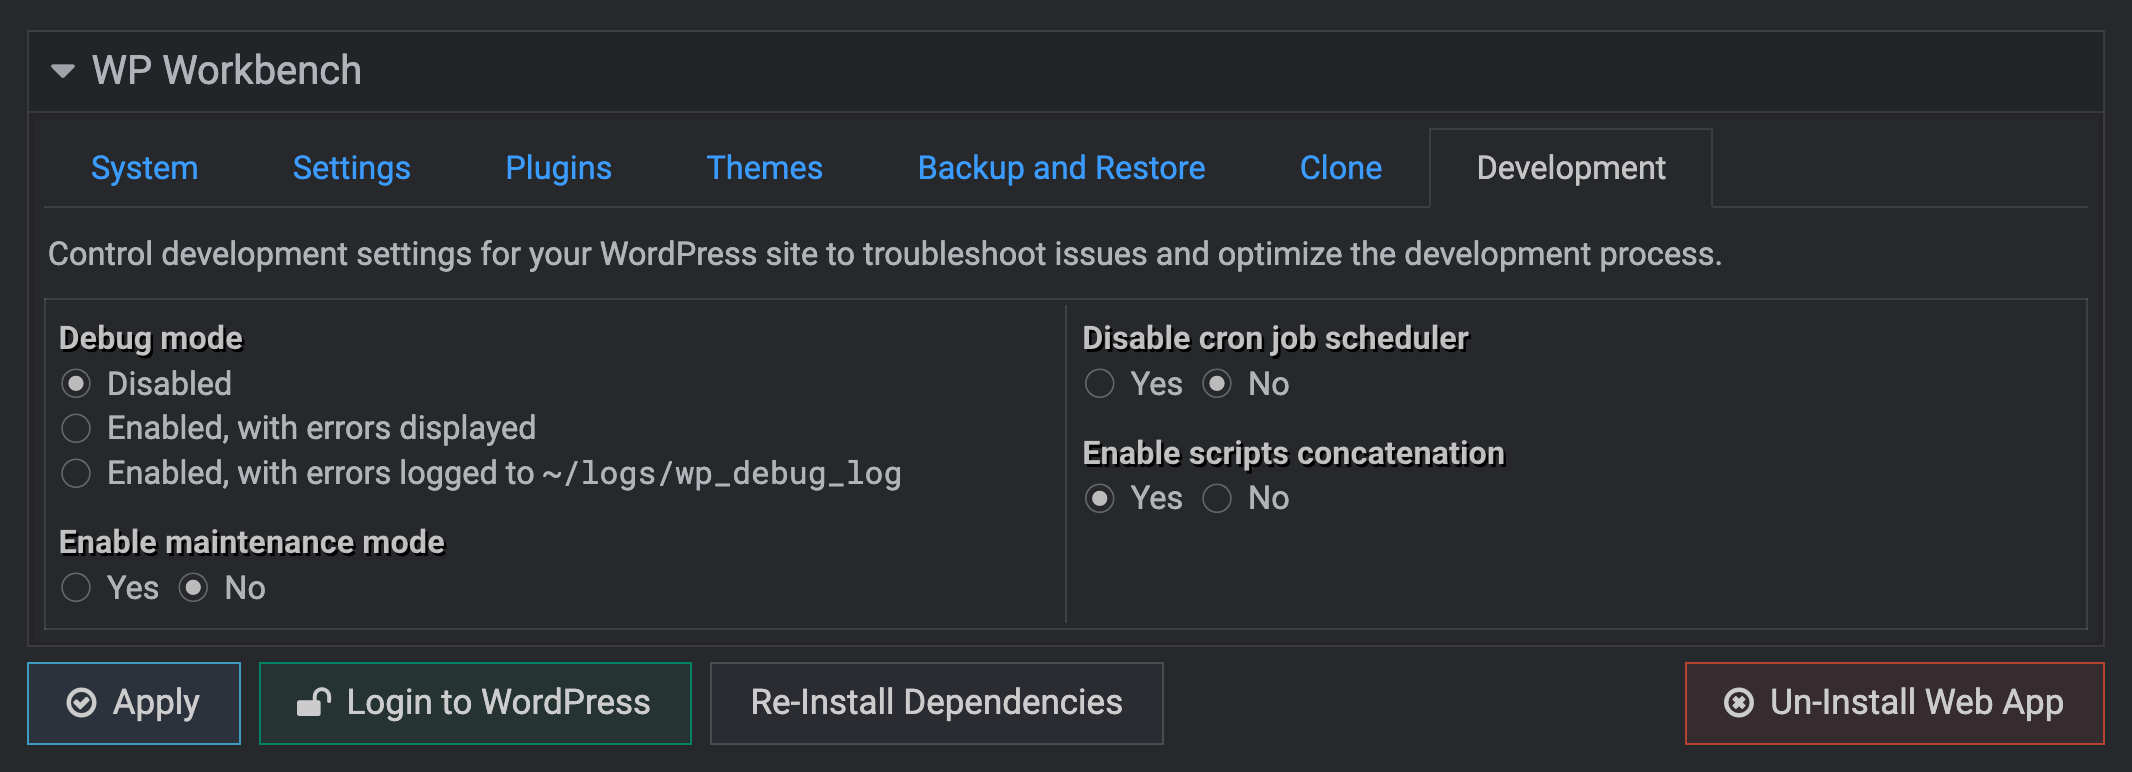 WP Workbench
System Settings Plugins Themes Backup and Restore Clone Development
Control development settings for your WordPress site to troubleshoot issues and optimize the development process.
Debug mode
Disabled
Enabled, with errors displayed
Enabled, with errors logged to ~/logs/wp_debug_log
Enable maintenance mode
Yes No
Disable cron job scheduler
Yes No
Enable scripts concatenation
Yes No
Apply Login to WordPress Re-Install Dependencies Un-Install Web App